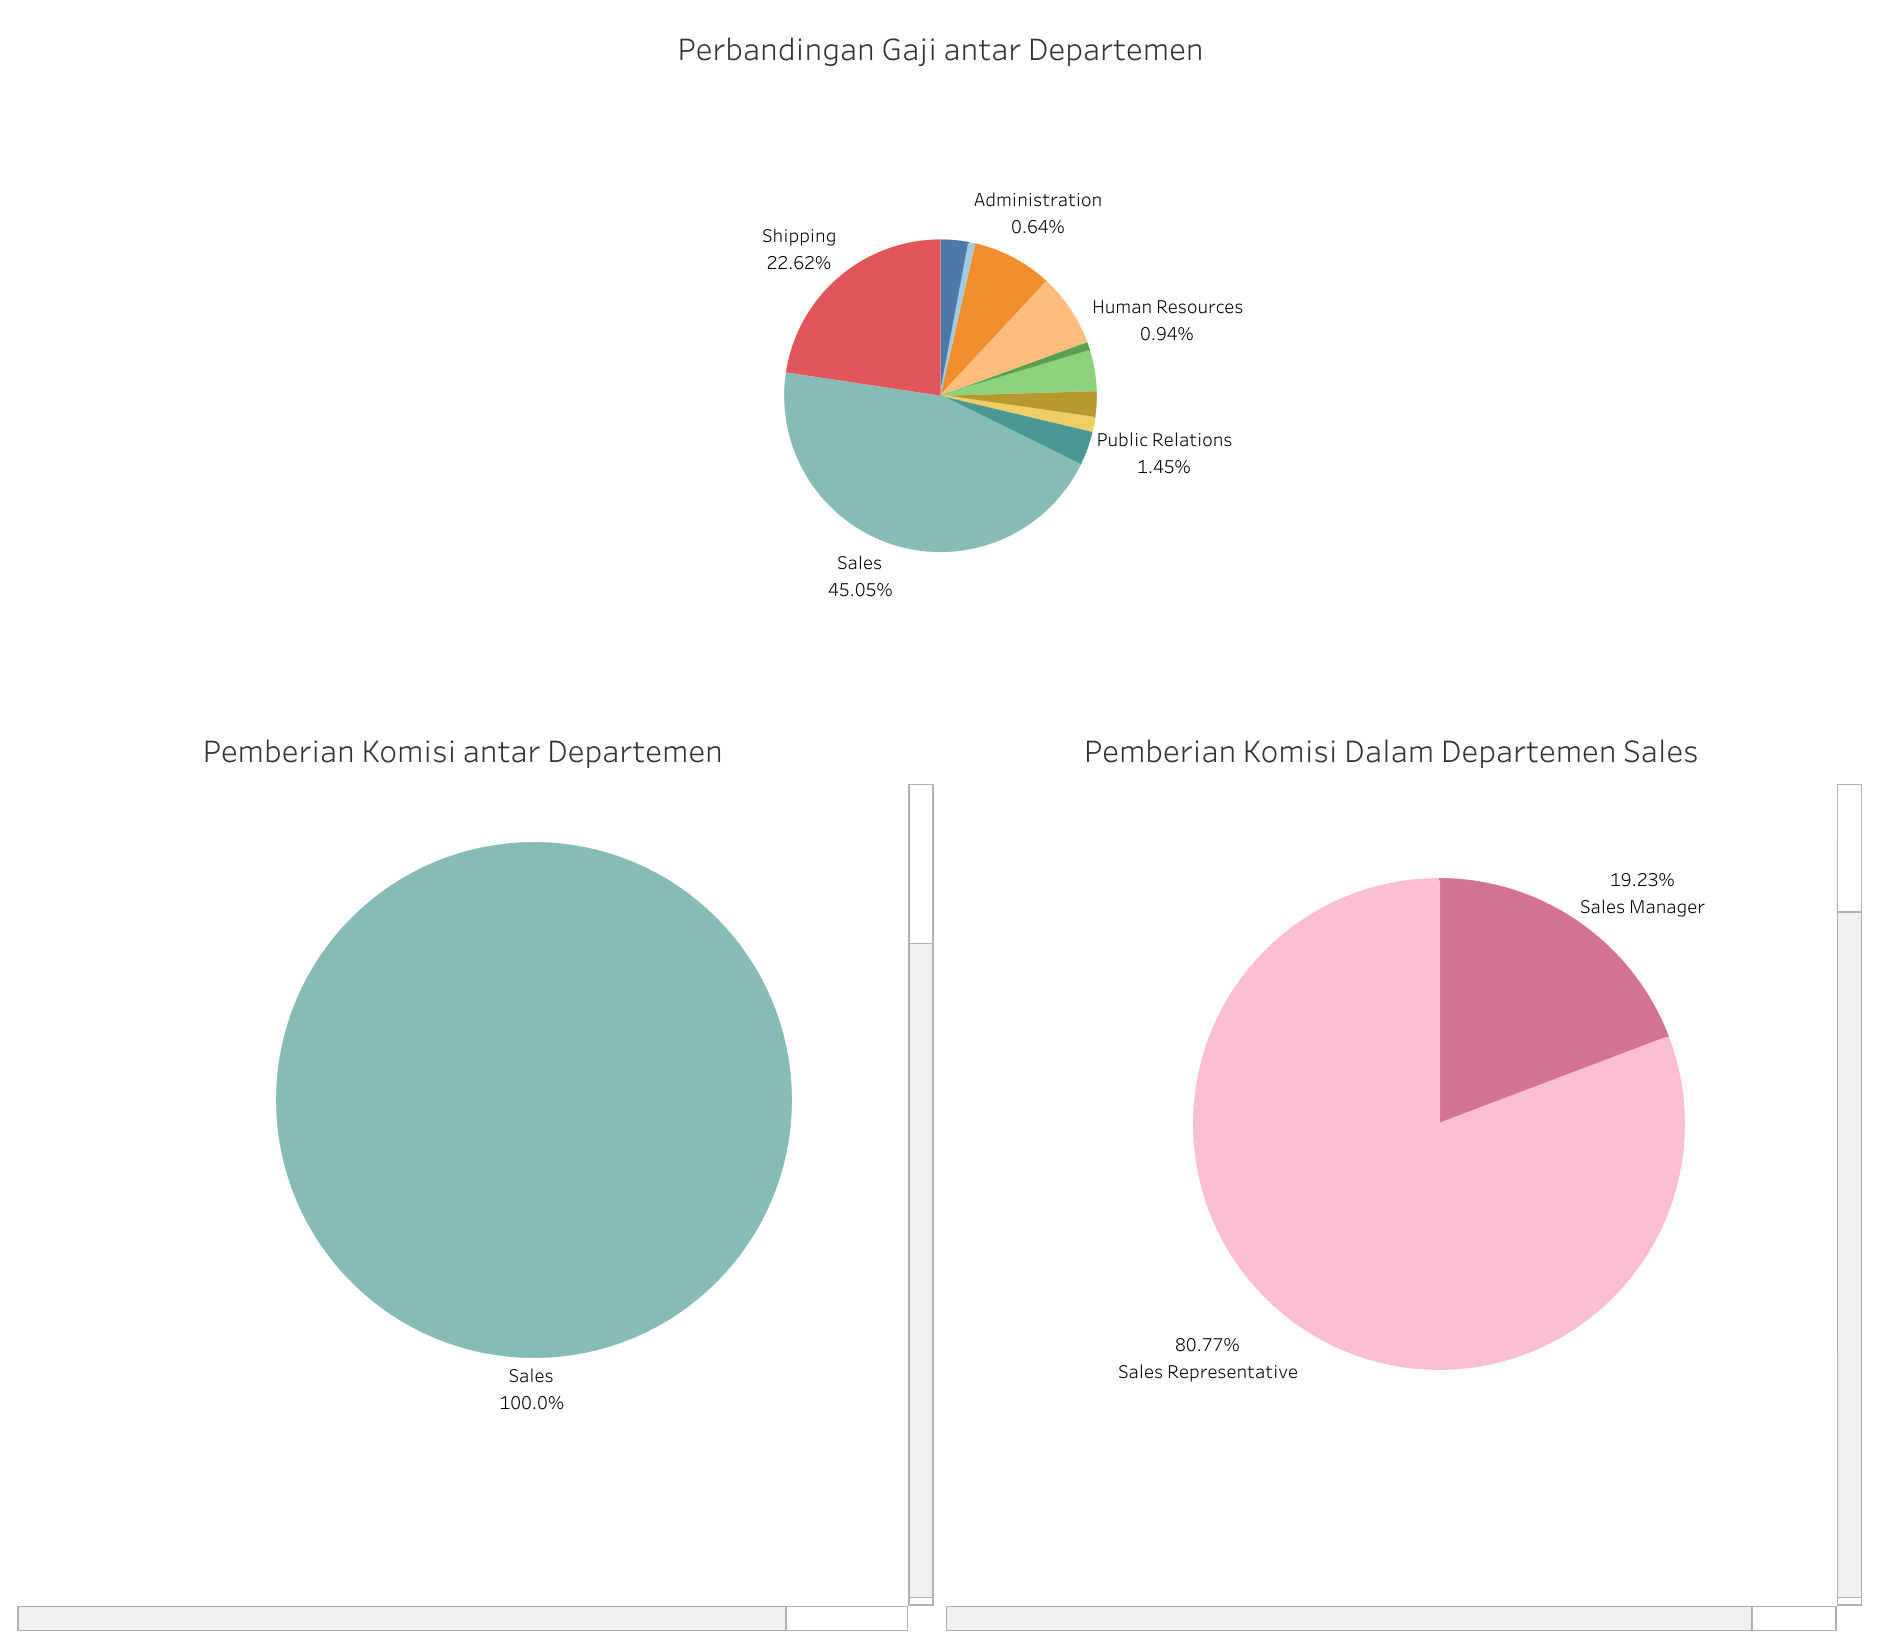 Perbandingan Gaji antar Departemen
Administration
0.64%
Shipping
22.62%
Human Resources
0.94%
Public Relations
1.45%
Sales
45.05%
Pemberian Komisi antar Departemen
Sales
100.0%
Pemberian Komisi Dalam Departemen Sales
19.23%
Sales Manager
80.77%
Sales Representative